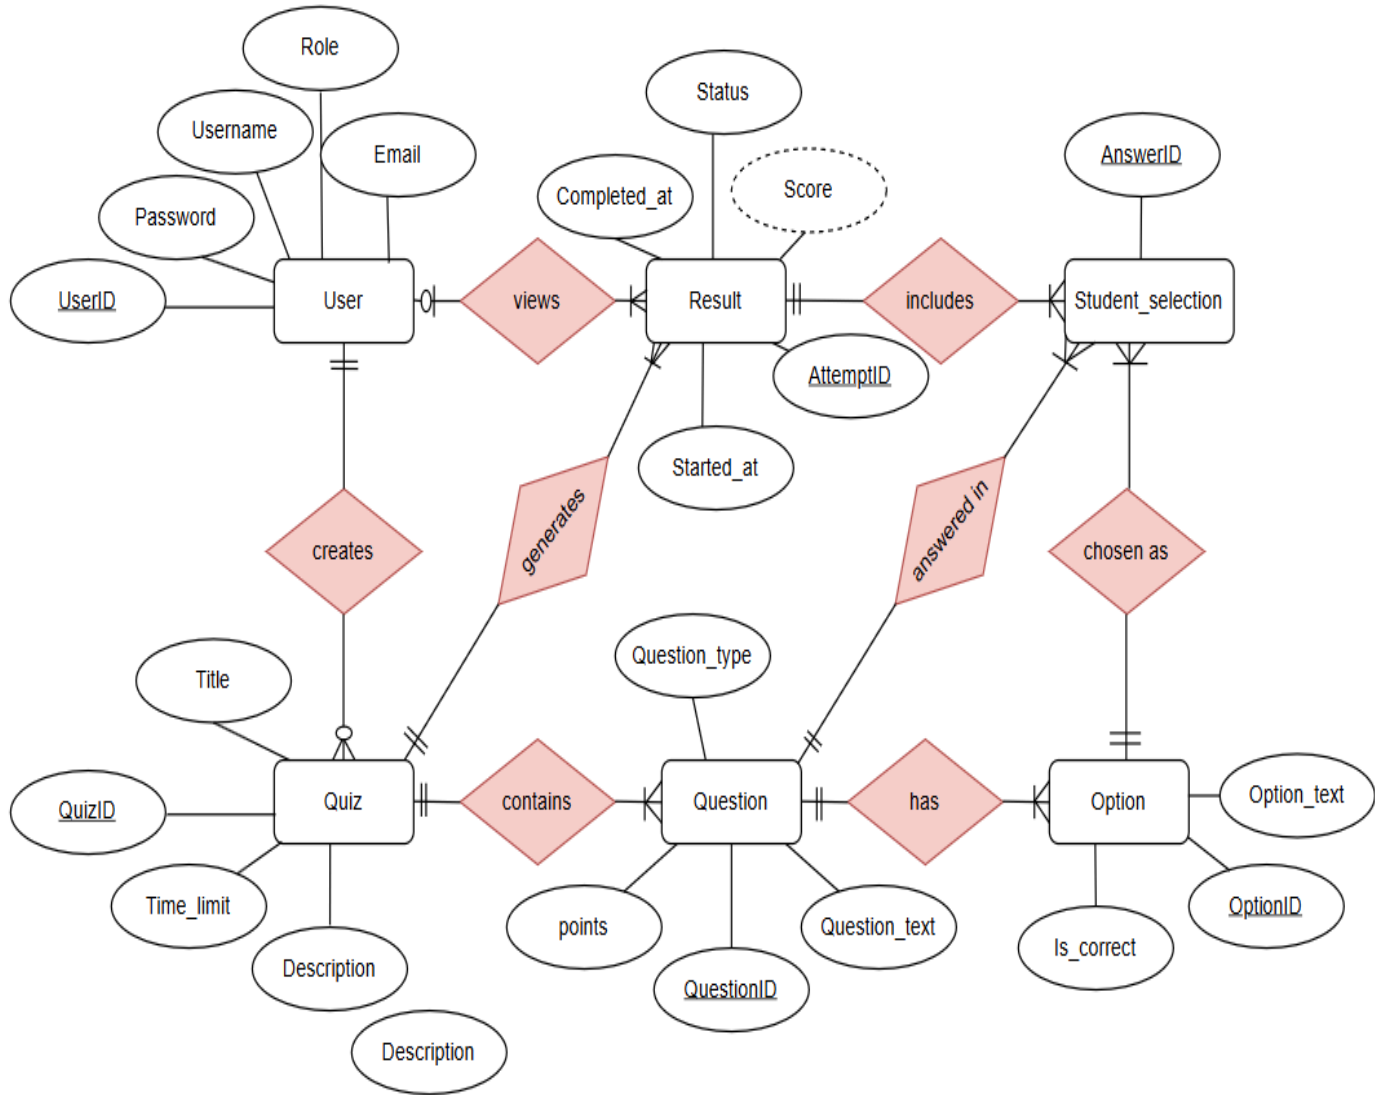 Role
Status
Username
Email
AnswerID
Completed_at
Score
Password
UserID
User
views
Result
includes
Student_selection
AttemptID
Started_at
generates
answered in
creates
chosen as
Question_type
Title
QuizID
Quiz
contains
Question
has
Option
Option_text
Time_limit
points
Question_text
OptionID
Is_correct
Description
QuestionID
Description